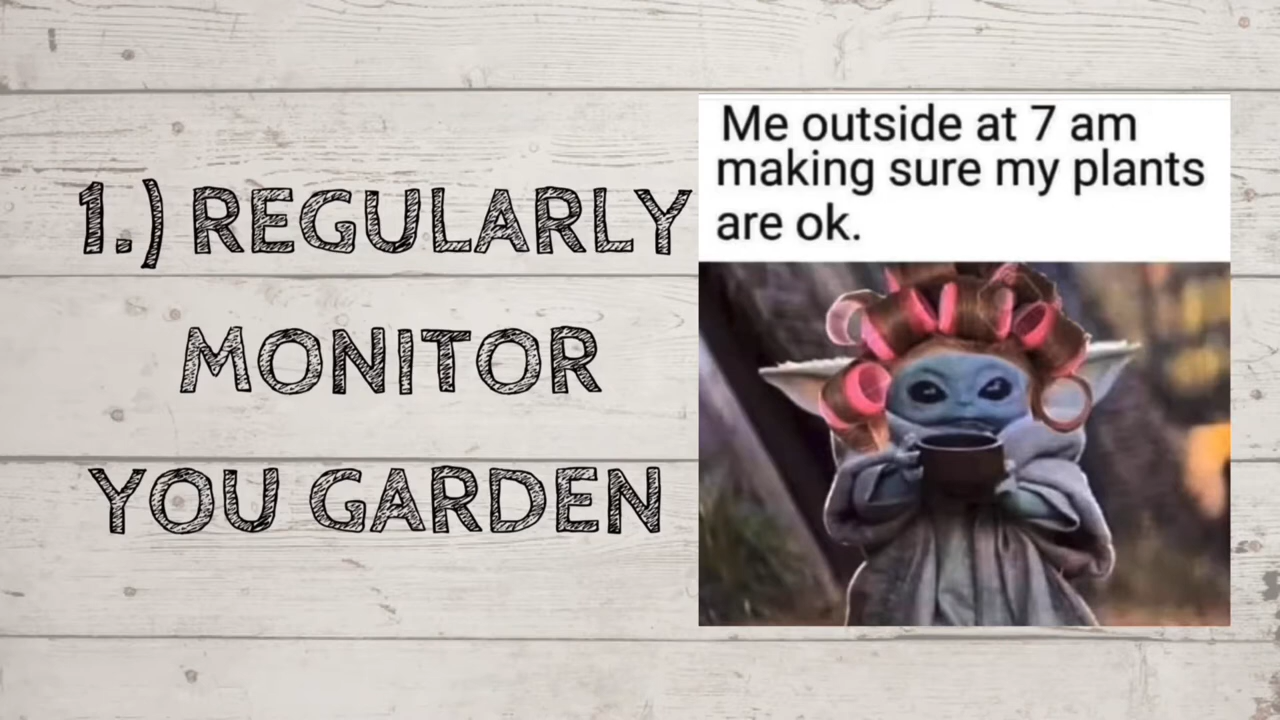 1.) REGULARLY
MONITOR
YOU GARDEN
Me outside at 7 am
making sure my plants
are ok.